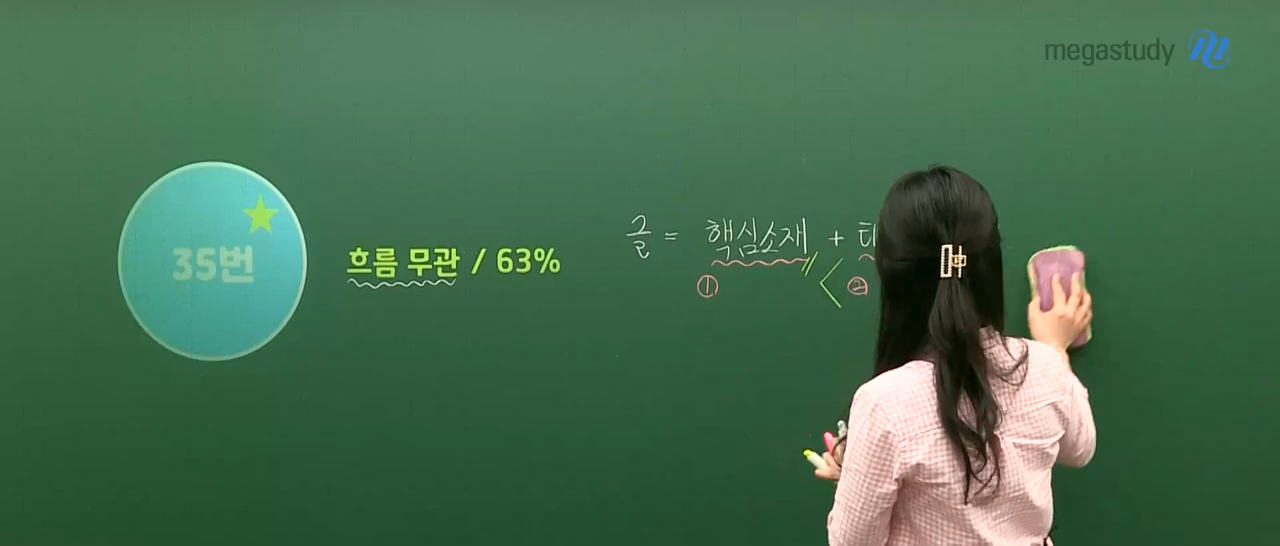 megastudy
35번
흐름 무관 / 63%
글 = 핵심소재 +
① < ②